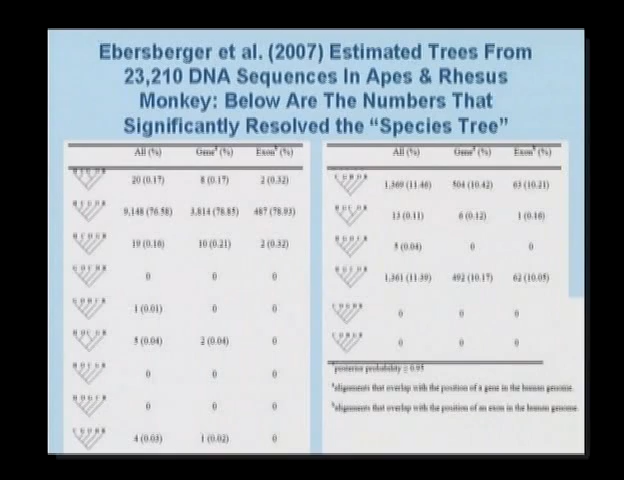 Ebersberger et al. (2007) Estimated Trees From
23,210 DNA Sequences In Apes & Rhesus
Monkey: Below Are The Numbers That
Significantly Resolved the “Species Tree”
All (%) Geneª (%) Exonᵇ (%)
20 (0.17) 8 (0.17) 2 (0.32)
9,148 (76.58) 3,814 (78.85) 487 (78.93)
19 (0.16) 10 (0.21) 2 (0.32)
0 0 0
1 (0.01) 0 0
5 (0.04) 2 (0.04) 0
0 0 0
0 0 0
4 (0.03) 1 (0.02) 0
All (%) Geneª (%) Exonᵇ (%)
1,369 (11.46) 504 (10.42) 63 (10.21)
13 (0.11) 6 (0.12) 1 (0.16)
5 (0.04) 0 0
1,361 (11.39) 492 (10.17) 62 (10.05)
0 0 0
0 0 0
posterior probability ≥ 0.95
ªalignments that overlap with the position of a gene in the human genome.
ᵇalignments that overlap with the position of an exon in the human genome.